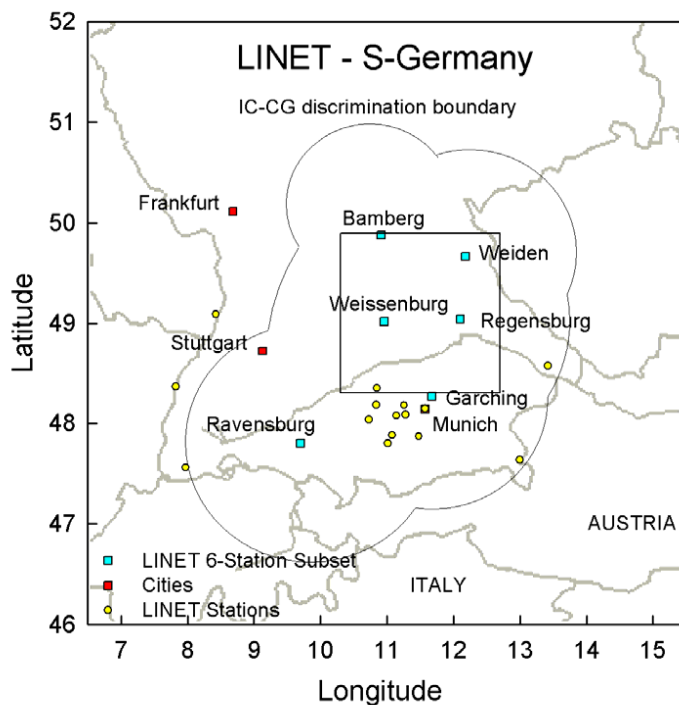 52
LINET - S-Germany
IC-CG discrimination boundary
51
Frankfurt
50
Bamberg
Weiden
Latitude
49
Weissenburg
Regensburg
Stuttgart
48
Garching
Munich
Ravensburg
47
AUSTRIA
LINET 6-Station Subset
Cities
ITALY
LINET Stations
46
7 8 9 10 11 12 13 14 15
Longitude